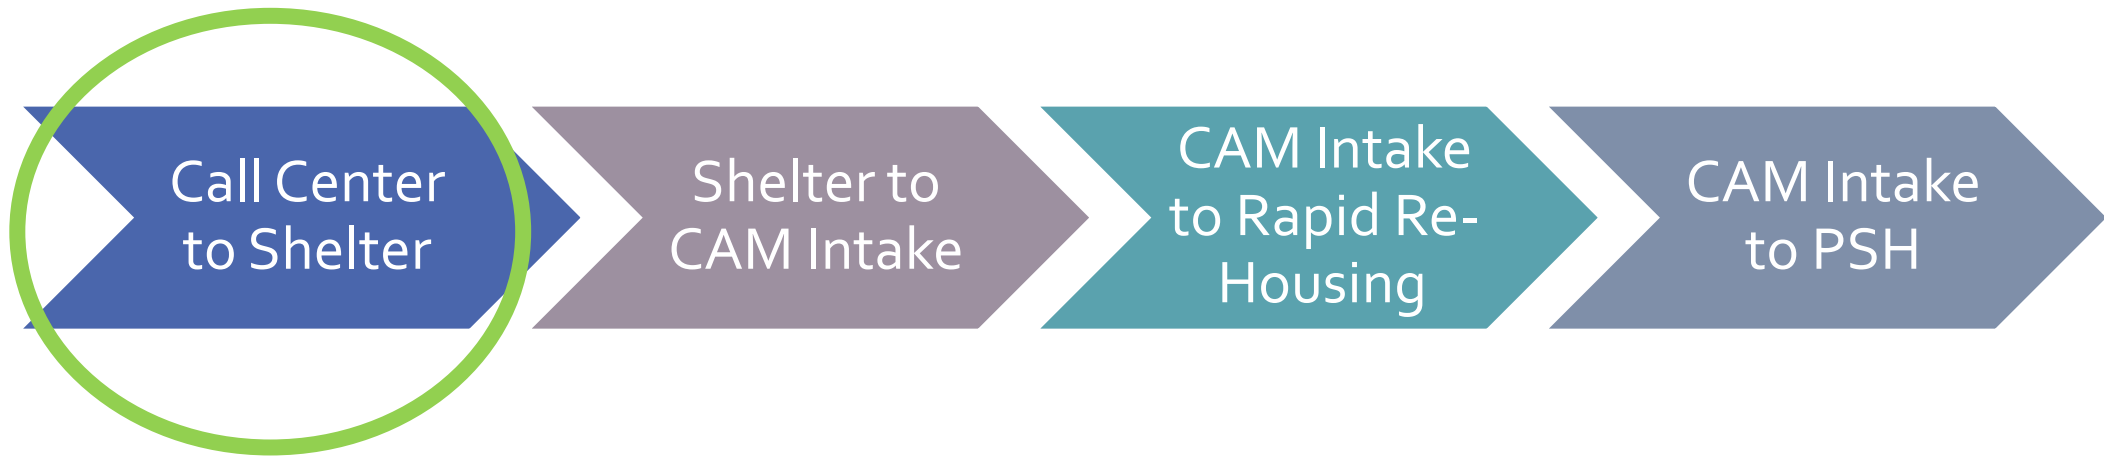 Call Center
to Shelter
Shelter to
CAM Intake
CAM Intake
to Rapid Re-
Housing
CAM Intake
to PSH